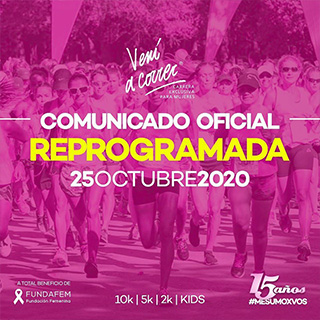 Vení
a correr
CARRERA
EXCLUSIVA
PARA MUJERES
COMUNICADO OFICIAL
REPROGRAMADA
25OCTUBRE2020
A TOTAL BENEFICIO DE
FUNDAFEM
Fundación Femenina
10k | 5k | 2k | KIDS
15años
#MESUMOXVOS